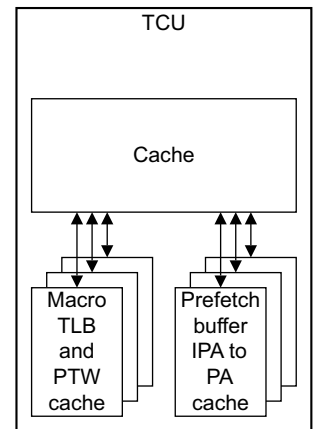 TCU
Cache
Macro
TLB
and
PTW
cache
Prefetch
buffer
IPA to
PA
cache